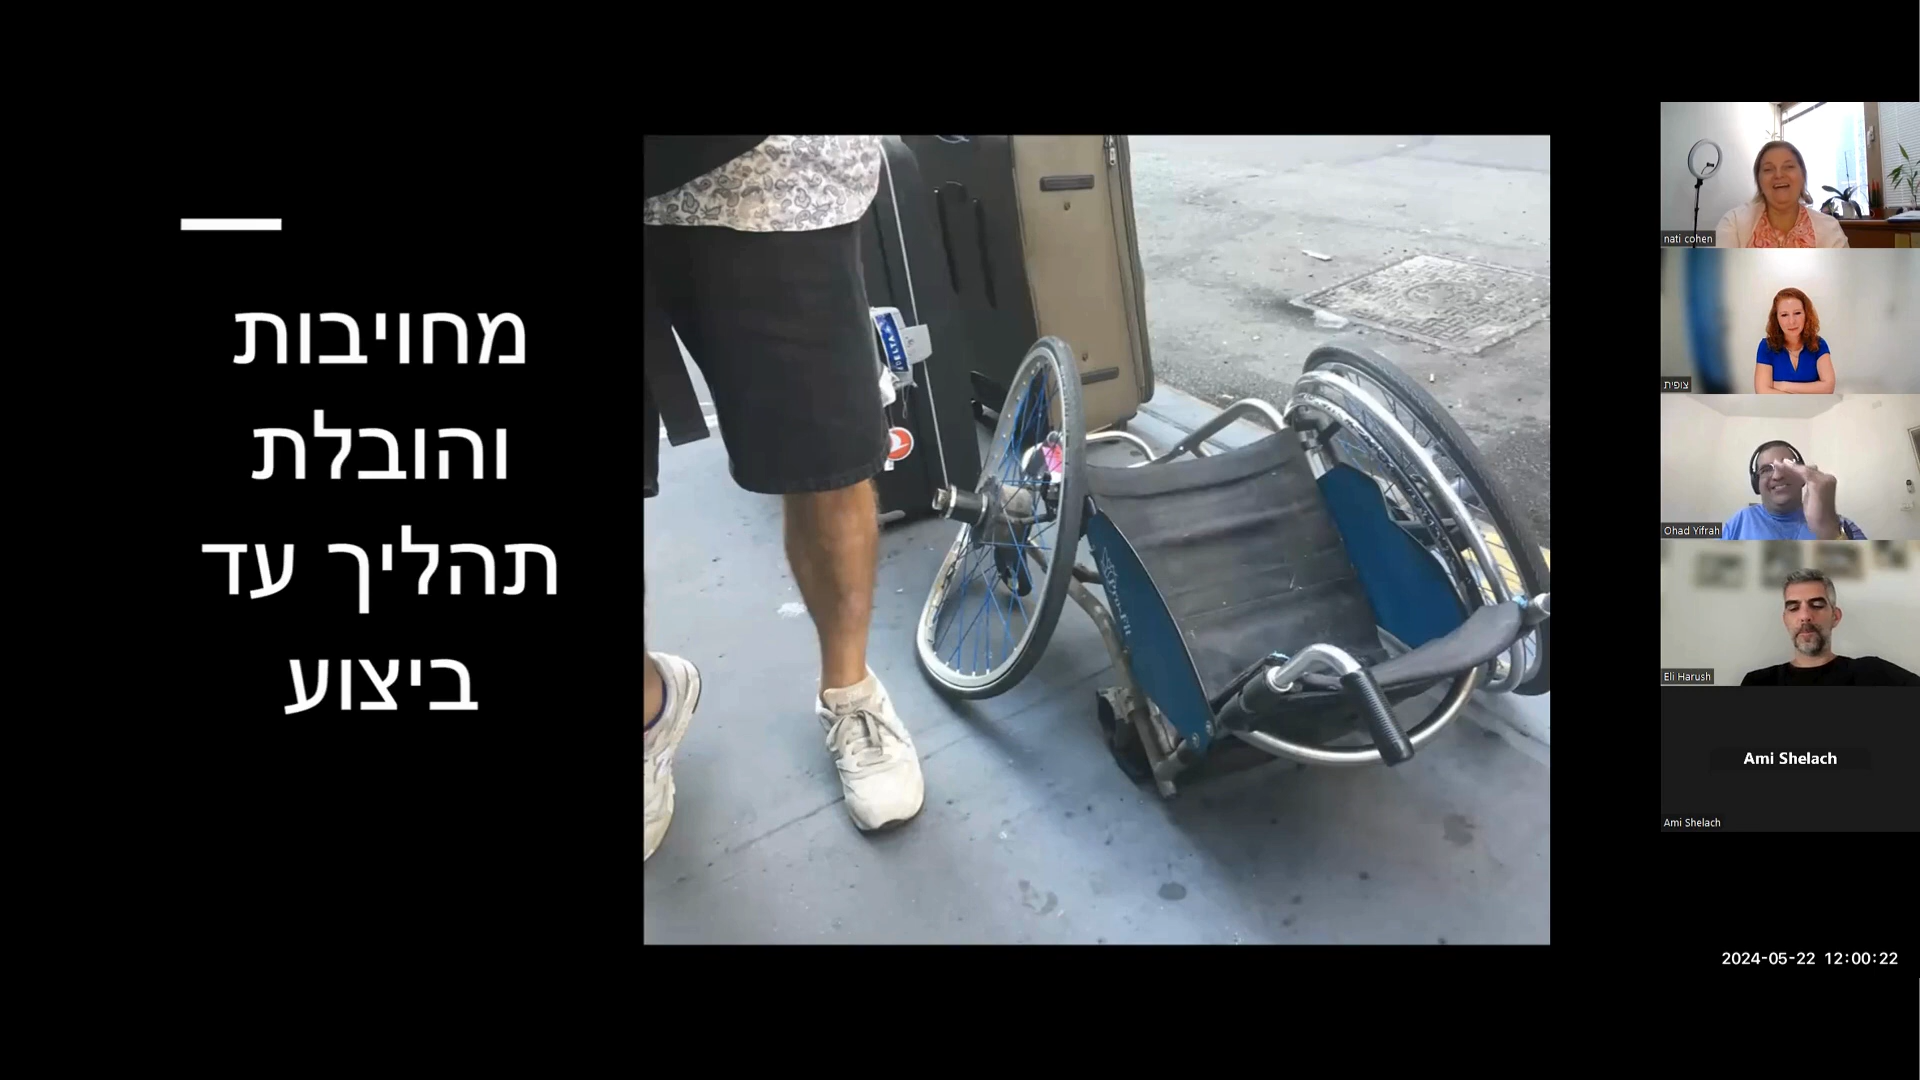 מחויבות
והובלת
תהליך עד
ביצוע
DELTA
nati cohen
צופית
Ohad Yifrah
Eli Harush
Ami Shelach
Ami Shelach
2024-05-22 12:00:22